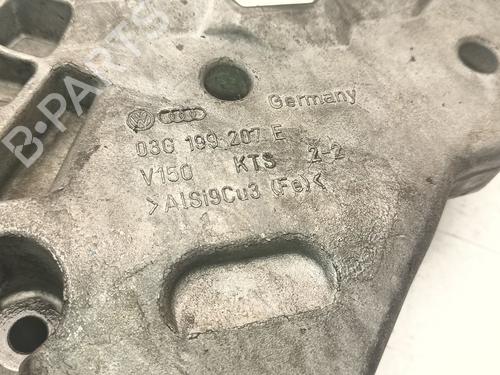 B-PARTS
Germany
03G 199 207 E
V150 KTS 2-2
>AlSi9Cu3 (Fe)<